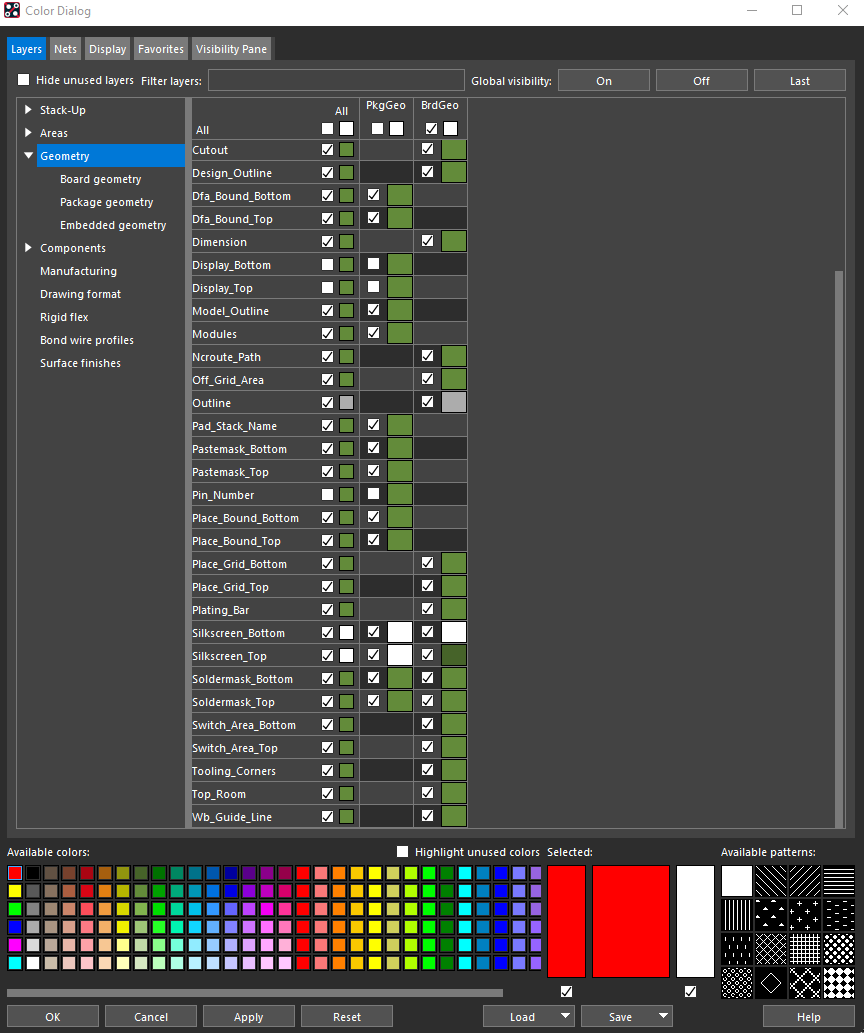 Color Dialog
Layers Nets Display Favorites Visibility Pane
Hide unused layers Filter layers: Global visibility: On Off Last
Stack-Up
Areas
Geometry
Board geometry
Package geometry
Embedded geometry
Components
Manufacturing
Drawing format
Rigid flex
Bond wire profiles
Surface finishes
All PkgGeo BrdGeo
All
Cutout
Design_Outline
Dfa_Bound_Bottom
Dfa_Bound_Top
Dimension
Display_Bottom
Display_Top
Model_Outline
Modules
Ncroute_Path
Off_Grid_Area
Outline
Pad_Stack_Name
Pastemask_Bottom
Pastemask_Top
Pin_Number
Place_Bound_Bottom
Place_Bound_Top
Place_Grid_Bottom
Place_Grid_Top
Plating_Bar
Silkscreen_Bottom
Silkscreen_Top
Soldermask_Bottom
Soldermask_Top
Switch_Area_Bottom
Switch_Area_Top
Tooling_Corners
Top_Room
Wb_Guide_Line
Available colors: Highlight unused colors Selected: Available patterns:
OK Cancel Apply Reset Load Save Help